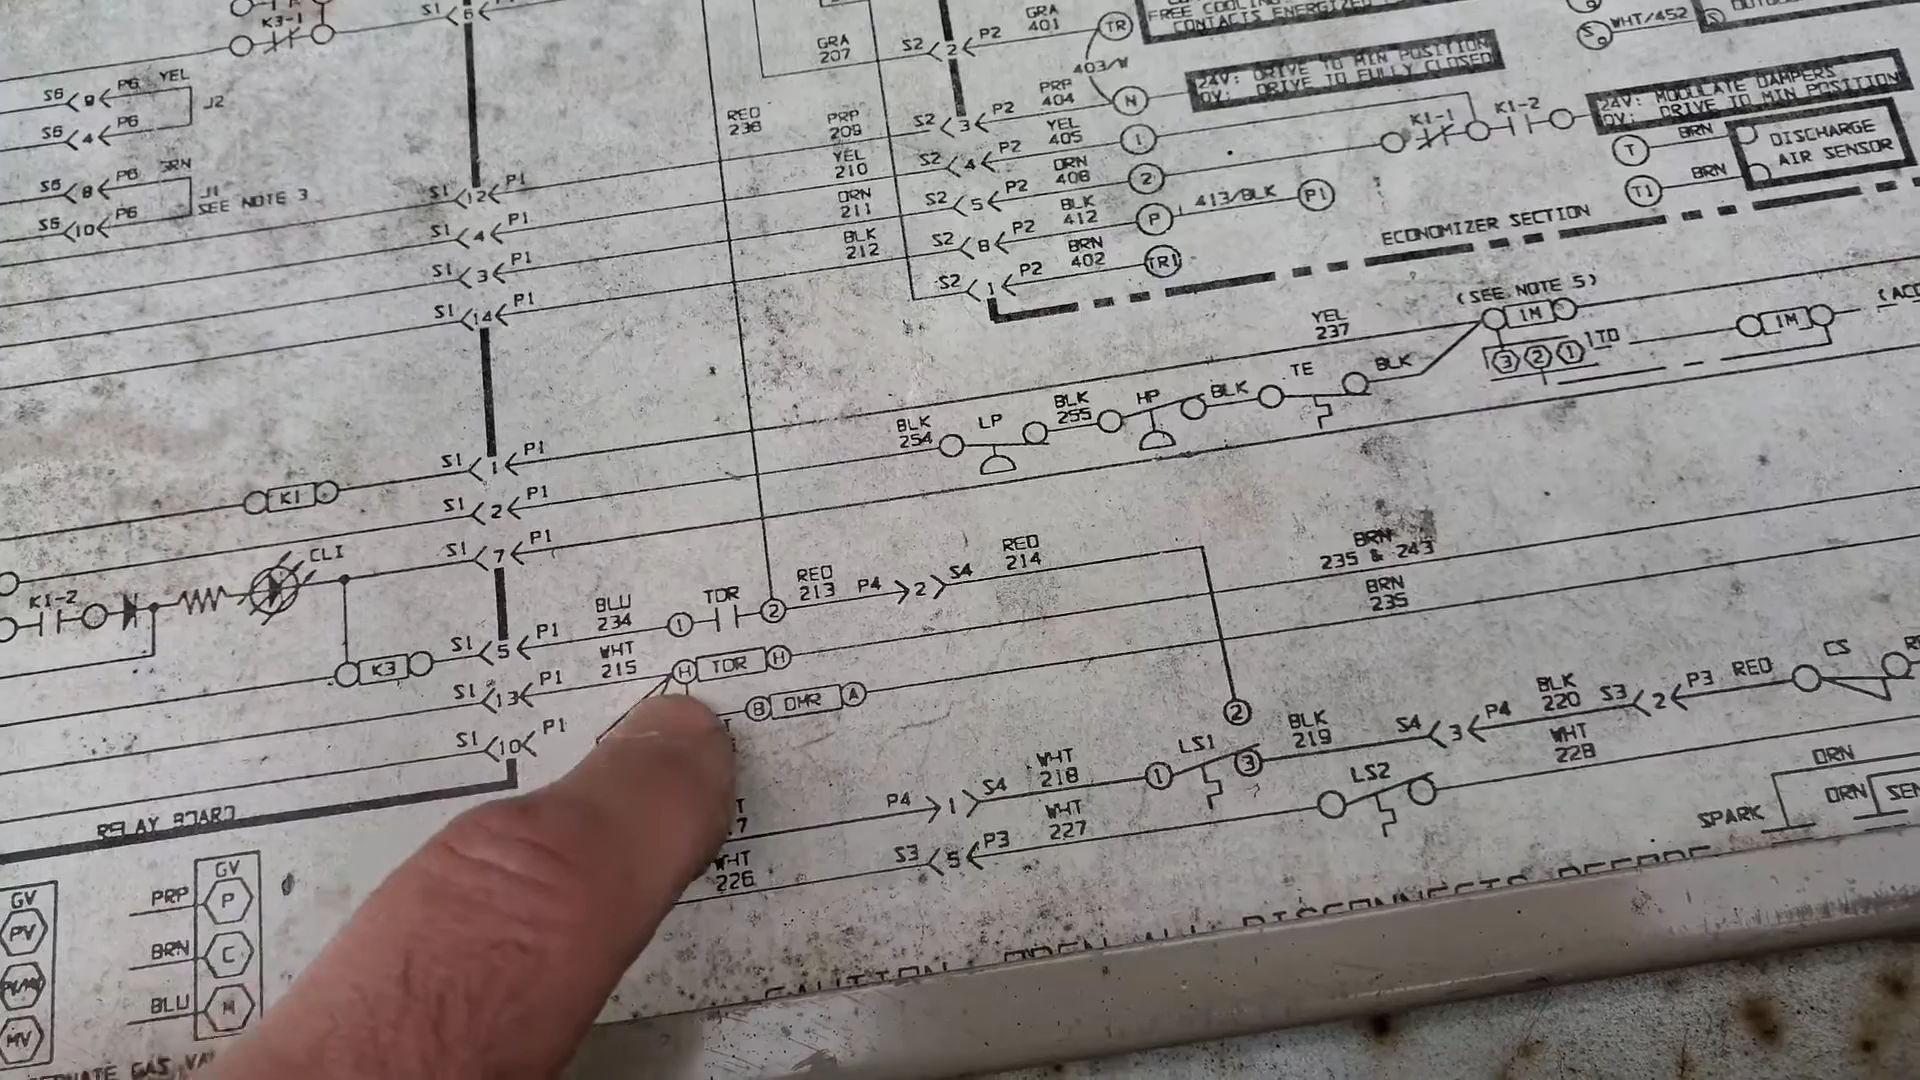 K3-1
S1 6
S6 9 P6 YEL
J2
S6 4 P6
S6 8 P6 BRN
J1
SEE NOTE 3
S6 10 P6
S1 12 P1
S1 4 P1
S1 3 P1
S1 14 P1
GRA
207
RED
236
PRP
209
YEL
210
ORN
211
BLK
212
S2 2 P2 GRA
401
TR
403/W
S2 3 P2 PRP
404
N
S2 4 P2 YEL
405
1
S2 5 P2 ORN
406
2
S2 8 P2 BLK
412
P
413/BLK
P1
S2 1 P2 BRN
402
TR1
FREE COOLING
CONTACTS ENERGIZED
24V: DRIVE TO MIN POSITION
0V: DRIVE TO FULLY CLOSED
WHT/452
K1-1
K1-2
24V: MODULATE DAMPERS
0V: DRIVE TO MIN POSITION
T BRN
DISCHARGE
AIR SENSOR
T1 BRN
ECONOMIZER SECTION
(SEE NOTE 5)
YEL
237
1M
3 2 1 1TD
1M
BLK
254
LP
BLK
255
HP
BLK
TE
BLK
K1
S1 1 P1
S1 2 P1
S1 7 P1
K1-2
CLI
K3
S1 5 P1
BLU
234
1 TDR 2
RED
213
P4 2 S4
RED
214
S1 13 P1
WHT
215
H TDR H
BRN
235 & 243
BRN
235
S1 10 P1
B DMR A
2
RELAY BOARD
P4 1 S4
WHT
218
1 LS1 3
BLK
219
S4 3 P4
BLK
220
S3 2 P3 RED
CS
WHT
226
S3 5 P3
WHT
227
LS2
WHT
228
SPARK
ORN
ORN
GV
PV
MV
GV
PRP P
BRN C
BLU M